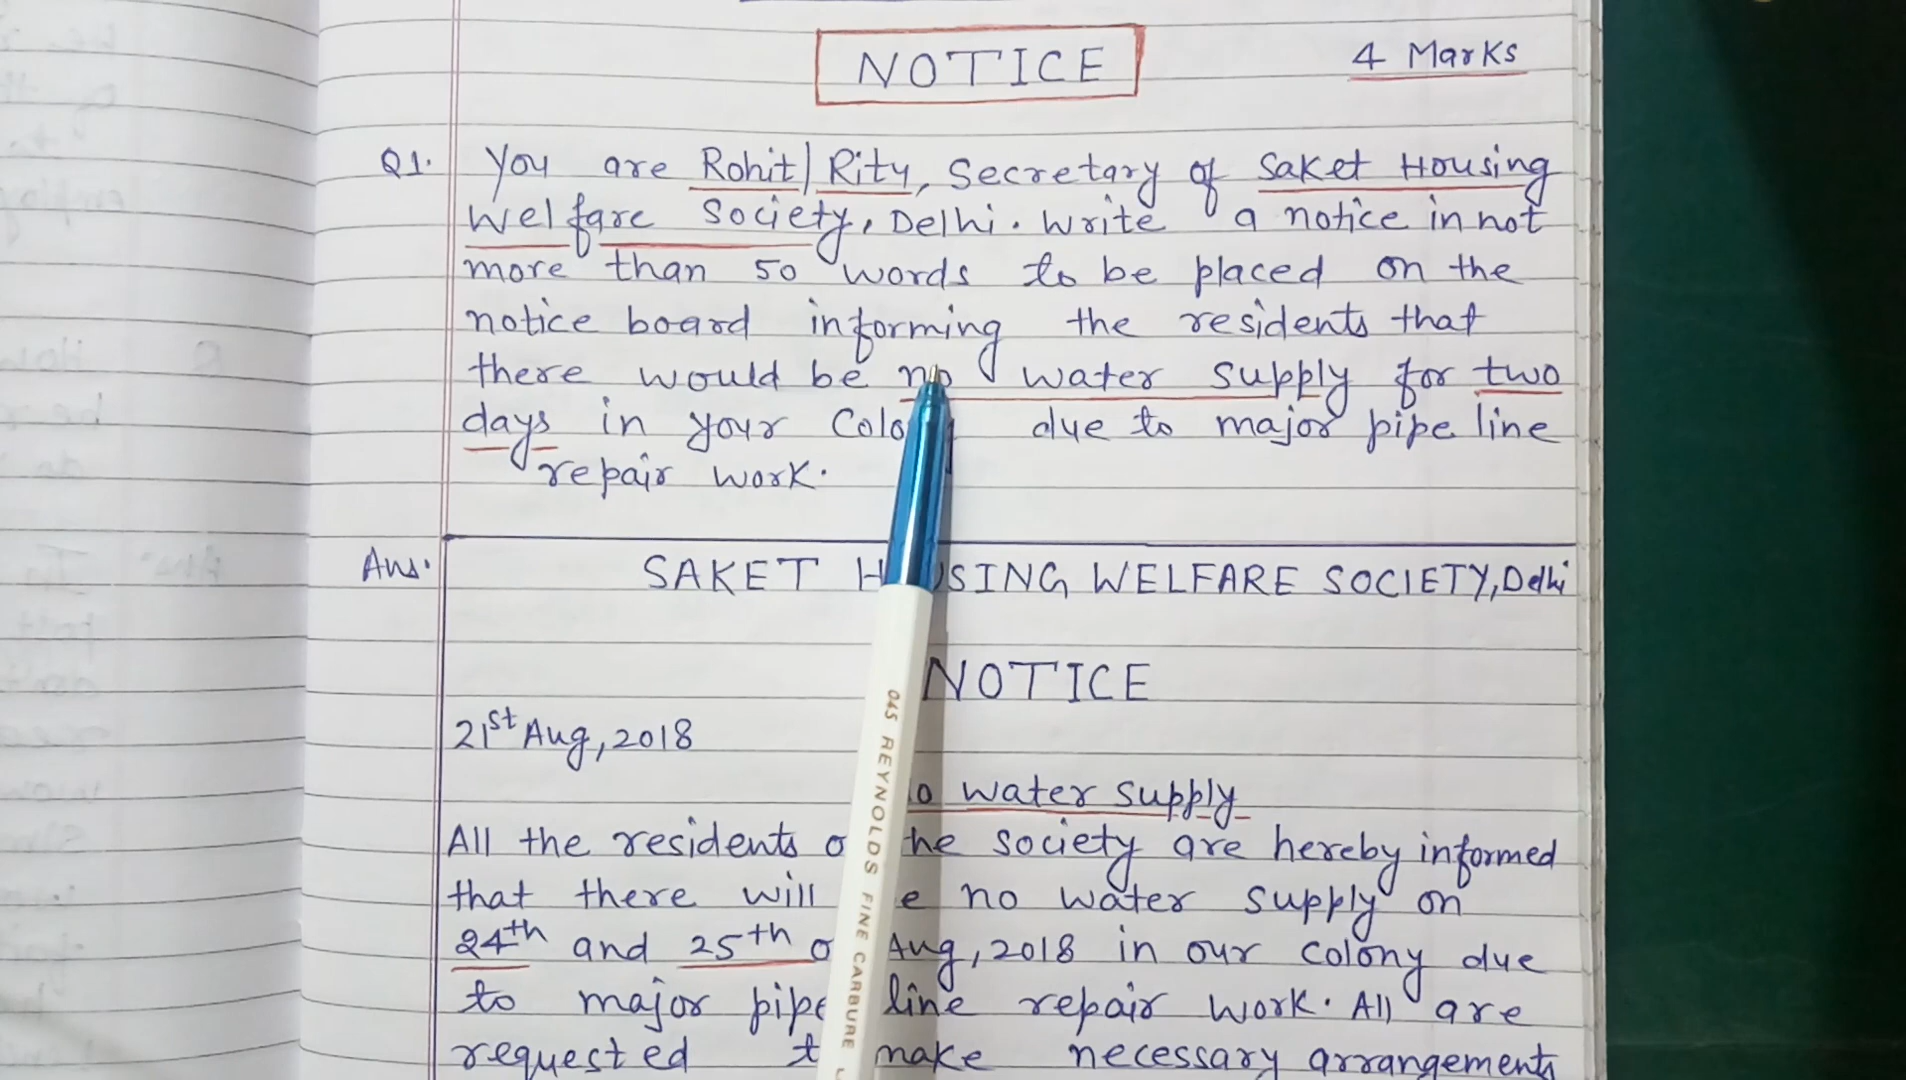 NOTICE
4 Marks
Q1. You are Rohit/Rity, Secretary of Saket Housing
Welfare Society, Delhi. Write a notice in not
more than 50 words to be placed on the
notice board informing the residents that
there would be no water supply for two
days in your due to major pipe line
repair work.
Ans. SAKET WELFARE SOCIETY, Delhi
NOTICE
21st Aug, 2018
water supply
All the residents society are hereby informed
that there will no water supply on
24th and 25th Aug, 2018 in our colony due
to major line repair work. All are
requested make necessary arrangements
045 REYNOLDS FINE CARBURE